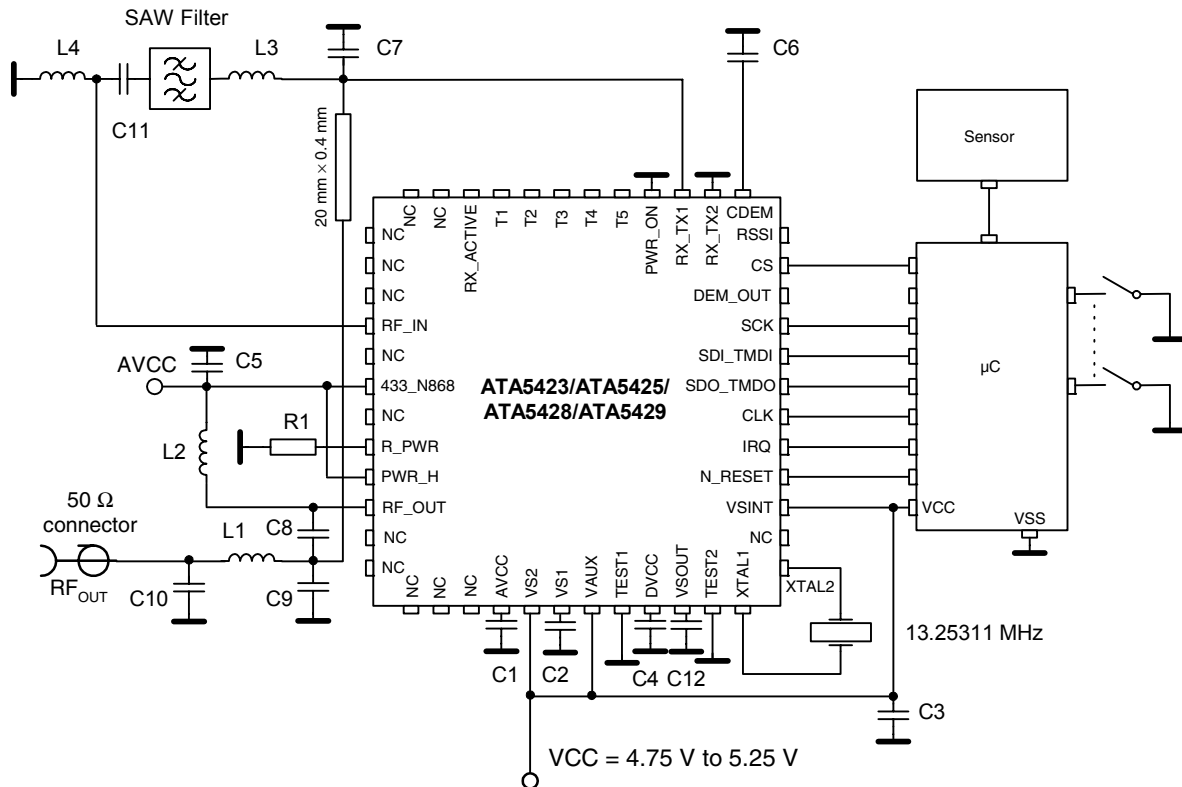 SAW Filter
L4
L3
C7
C6
C11
20 mm × 0.4 mm
Sensor
NC
NC
RX_ACTIVE
T1
T2
T3
T4
T5
PWR_ON
RX_TX1
RX_TX2
CDEM
NC
NC
NC
RF_IN
NC
433_N868
NC
R_PWR
PWR_H
RF_OUT
NC
NC
RSSI
CS
DEM_OUT
SCK
SDI_TMDI
SDO_TMDO
CLK
IRQ
N_RESET
VSINT
NC
XTAL2
ATA5423/ATA5425/
ATA5428/ATA5429
µC
VCC
VSS
AVCC
C5
L2
R1
50 Ω
connector
RFOUT
L1
C8
C10
C9
NC
NC
NC
AVCC
VS2
VS1
VAUX
TEST1
DVCC
VSOUT
TEST2
XTAL1
C1
C2
C4
C12
13.25311 MHz
C3
VCC = 4.75 V to 5.25 V